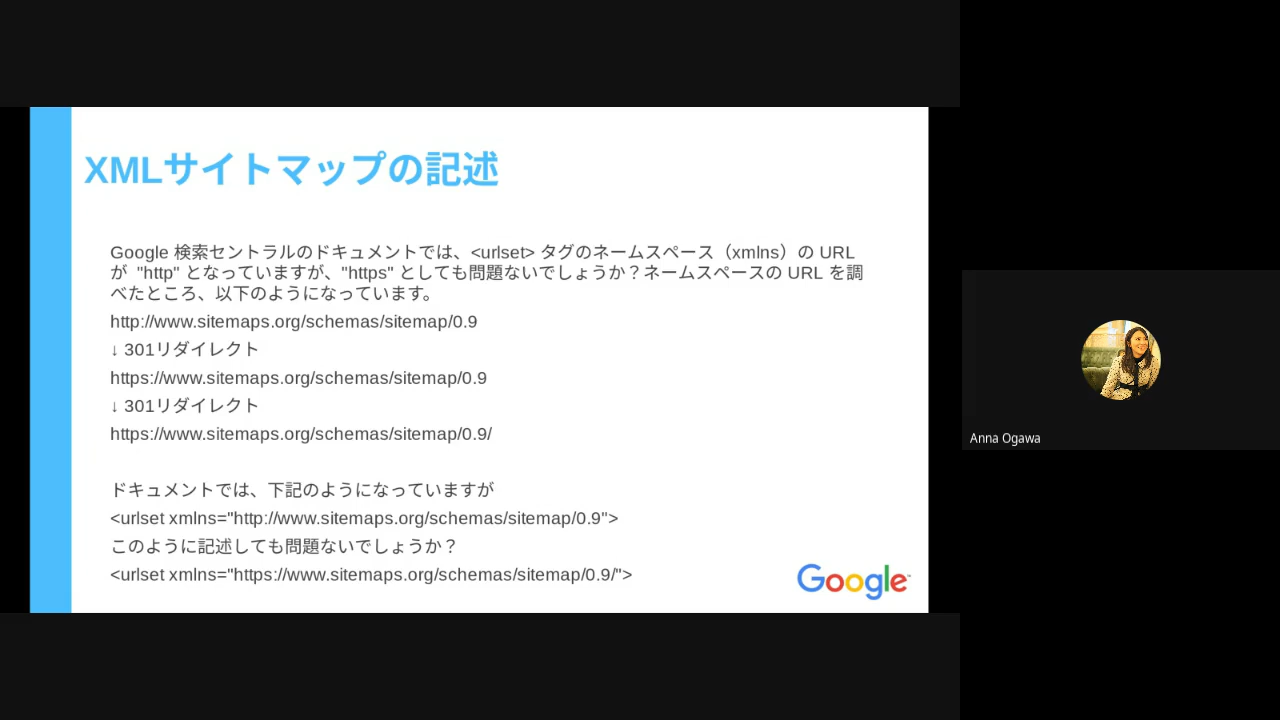 XMLサイトマップの記述
Google 検索セントラルのドキュメントでは、<urlset> タグのネームスペース（xmlns）の URL
が "http" となっていますが、"https" としても問題ないでしょうか？ネームスペースの URL を調
べたところ、以下のようになっています。
http://www.sitemaps.org/schemas/sitemap/0.9
↓ 301リダイレクト
https://www.sitemaps.org/schemas/sitemap/0.9
↓ 301リダイレクト
https://www.sitemaps.org/schemas/sitemap/0.9/
ドキュメントでは、下記のようになっていますが
<urlset xmlns="http://www.sitemaps.org/schemas/sitemap/0.9">
このように記述しても問題ないでしょうか？
<urlset xmlns="https://www.sitemaps.org/schemas/sitemap/0.9/">
Google
Anna Ogawa